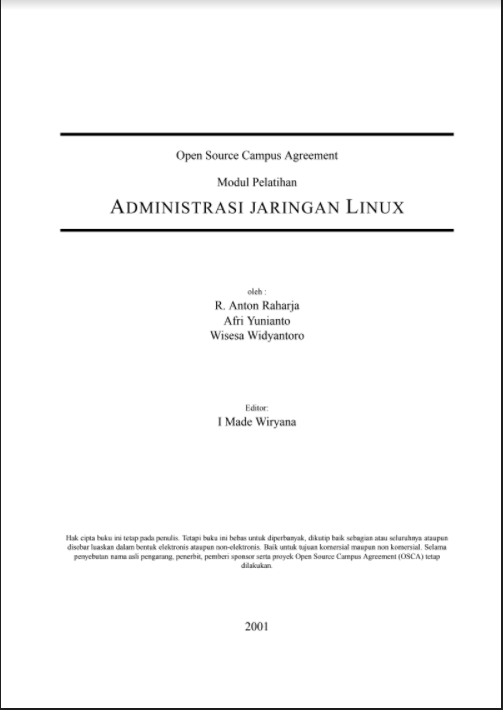 Open Source Campus Agreement
Modul Pelatihan
ADMINISTRASI JARINGAN LINUX
oleh :
R. Anton Raharja
Afri Yunianto
Wisesa Widyantoro
Editor:
I Made Wiryana
Hak cipta buku ini tetap pada penulis. Tetapi buku ini bebas untuk diperbanyak, dikutip baik sebagian atau seluruhnya ataupun
disebar luaskan dalam bentuk elektronis ataupun non-elektronis. Baik untuk tujuan komersial maupun non komersial. Selama
penyebutan nama asli pengarang, penerbit, pemberi sponsor serta proyek Open Source Campus Agreement (OSCA) tetap
dilakukan.
2001